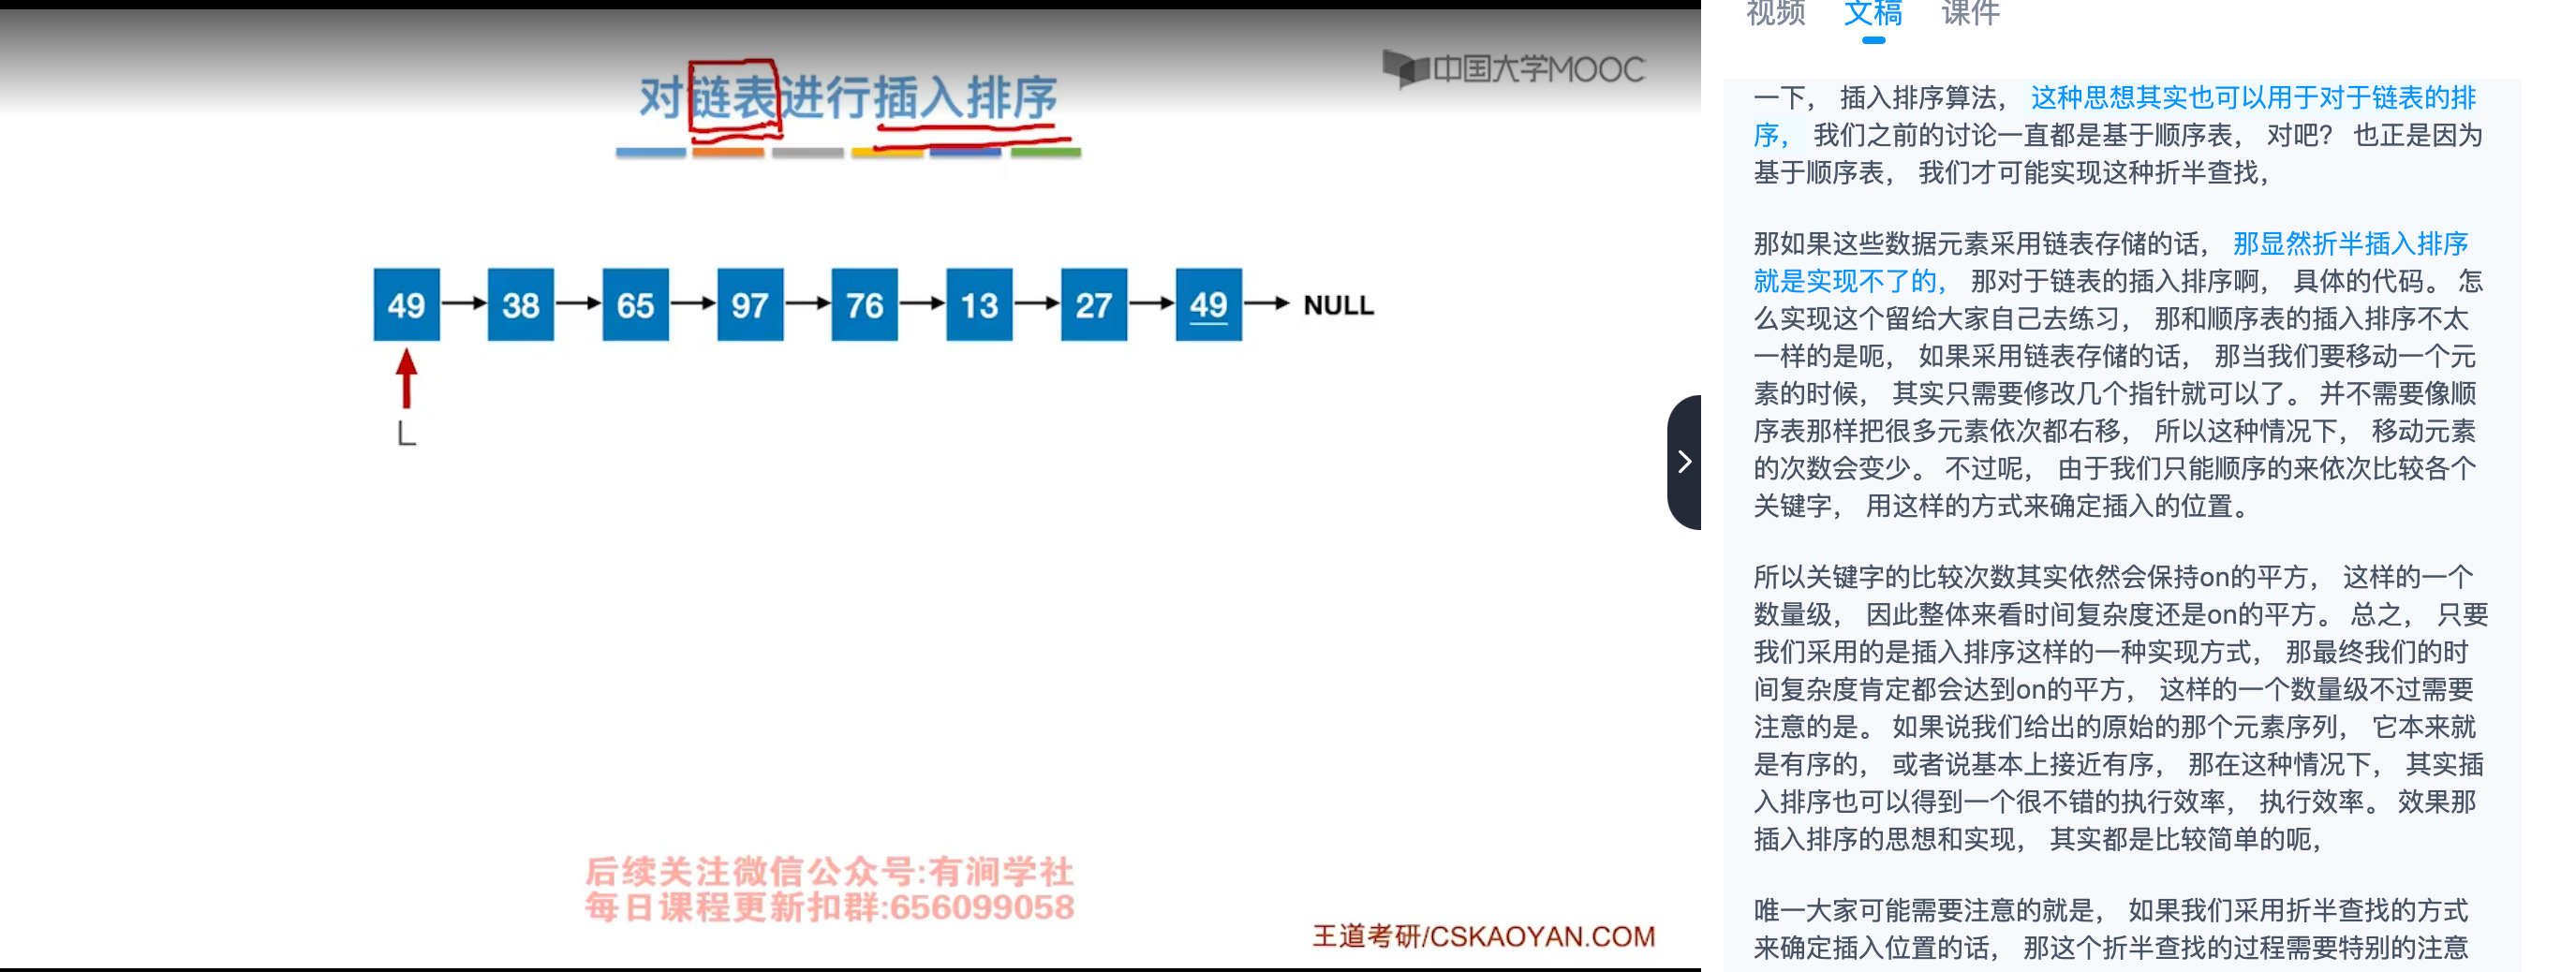 对链表进行插入排序
中国大学MOOC
49 38 65 97 76 13 27 49 NULL
L
后续关注微信公众号:有涧学社
每日课程更新扣群:656099058
王道考研/CSKAOYAN.COM
视频 文稿 课件
一下， 插入排序算法， 这种思想其实也可以用于对于链表的排
序， 我们之前的讨论一直都是基于顺序表， 对吧？ 也正是因为
基于顺序表， 我们才可能实现这种折半查找，
那如果这些数据元素采用链表存储的话， 那显然折半插入排序
就是实现不了的， 那对于链表的插入排序啊， 具体的代码。 怎
么实现这个留给大家自己去练习， 那和顺序表的插入排序不太
一样的是呃， 如果采用链表存储的话， 那当我们要移动一个元
素的时候， 其实只需要修改几个指针就可以了。 并不需要像顺
序表那样把很多元素依次都右移， 所以这种情况下， 移动元素
的次数会变少。 不过呢， 由于我们只能顺序的来依次比较各个
关键字， 用这样的方式来确定插入的位置。
所以关键字的比较次数其实依然会保持on的平方， 这样的一个
数量级， 因此整体来看时间复杂度还是on的平方。 总之， 只要
我们采用的是插入排序这样的一种实现方式， 那最终我们的时
间复杂度肯定都会达到on的平方， 这样的一个数量级不过需要
注意的是。 如果说我们给出的原始的那个元素序列， 它本来就
是有序的， 或者说基本上接近有序， 那在这种情况下， 其实插
入排序也可以得到一个很不错的执行效率， 执行效率。 效果那
插入排序的思想和实现， 其实都是比较简单的呃，
唯一大家可能需要注意的就是， 如果我们采用折半查找的方式
来确定插入位置的话， 那这个折半查找的过程需要特别的注意